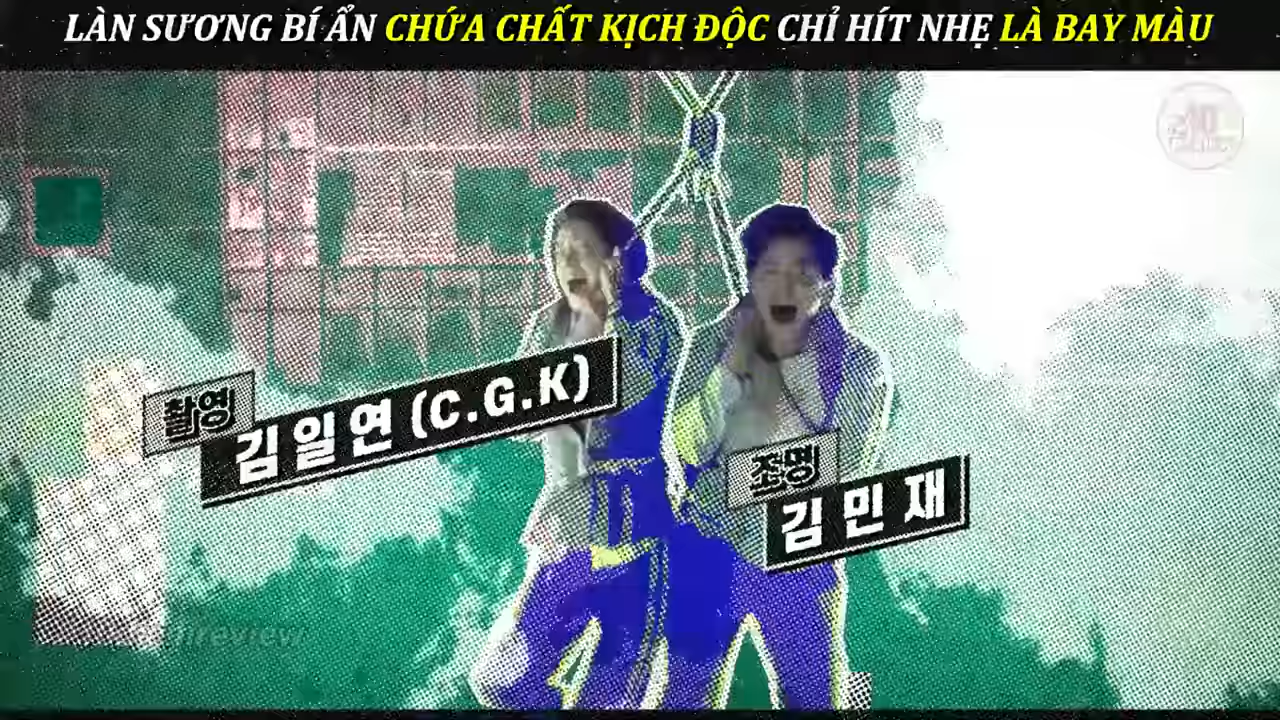 LÀN SƯƠNG BÍ ẨN CHỨA CHẤT KỊCH ĐỘC CHỈ HÍT NHẸ LÀ BAY MÀU
촬영
김일연 (C.G.K)
조명
김민재